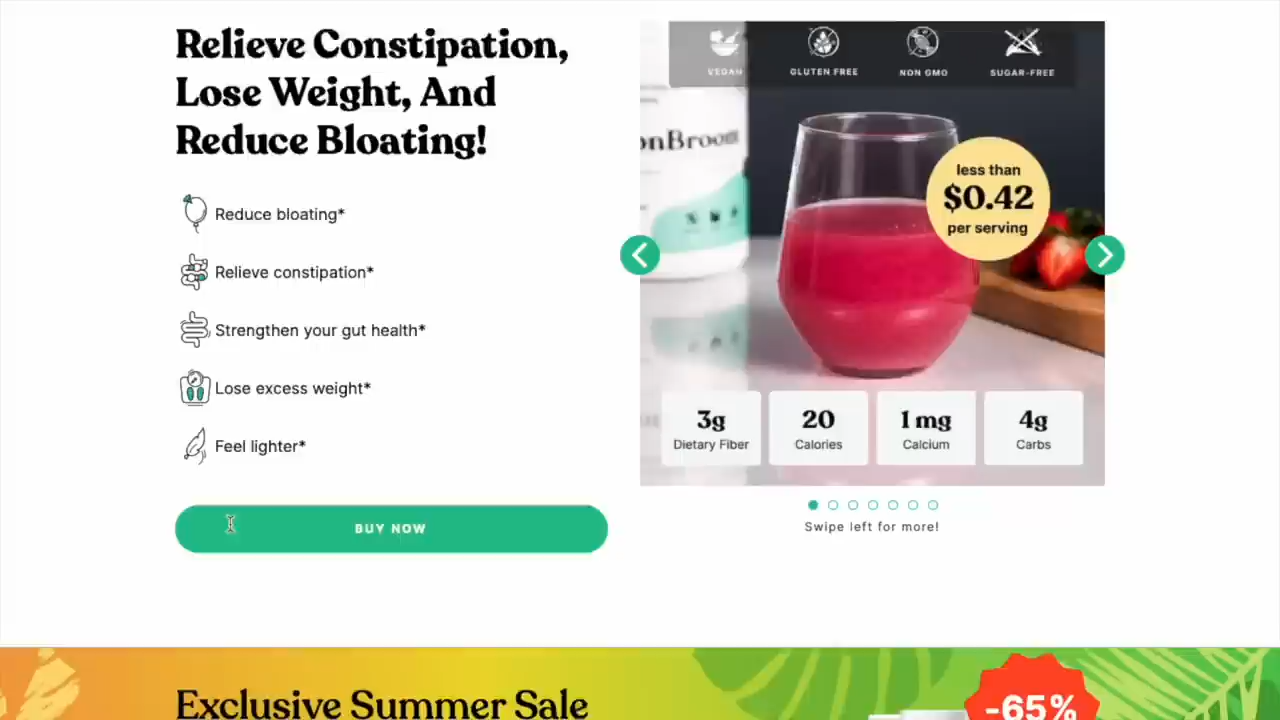 Relieve Constipation,
Lose Weight, And
Reduce Bloating!
Reduce bloating*
Relieve constipation*
Strengthen your gut health*
Lose excess weight*
Feel lighter*
BUY NOW
VEGAN
GLUTEN FREE
NON GMO
SUGAR-FREE
onBroom
less than
$0.42
per serving
3g
Dietary Fiber
20
Calories
1 mg
Calcium
4g
Carbs
Swipe left for more!
Exclusive Summer Sale
-65%